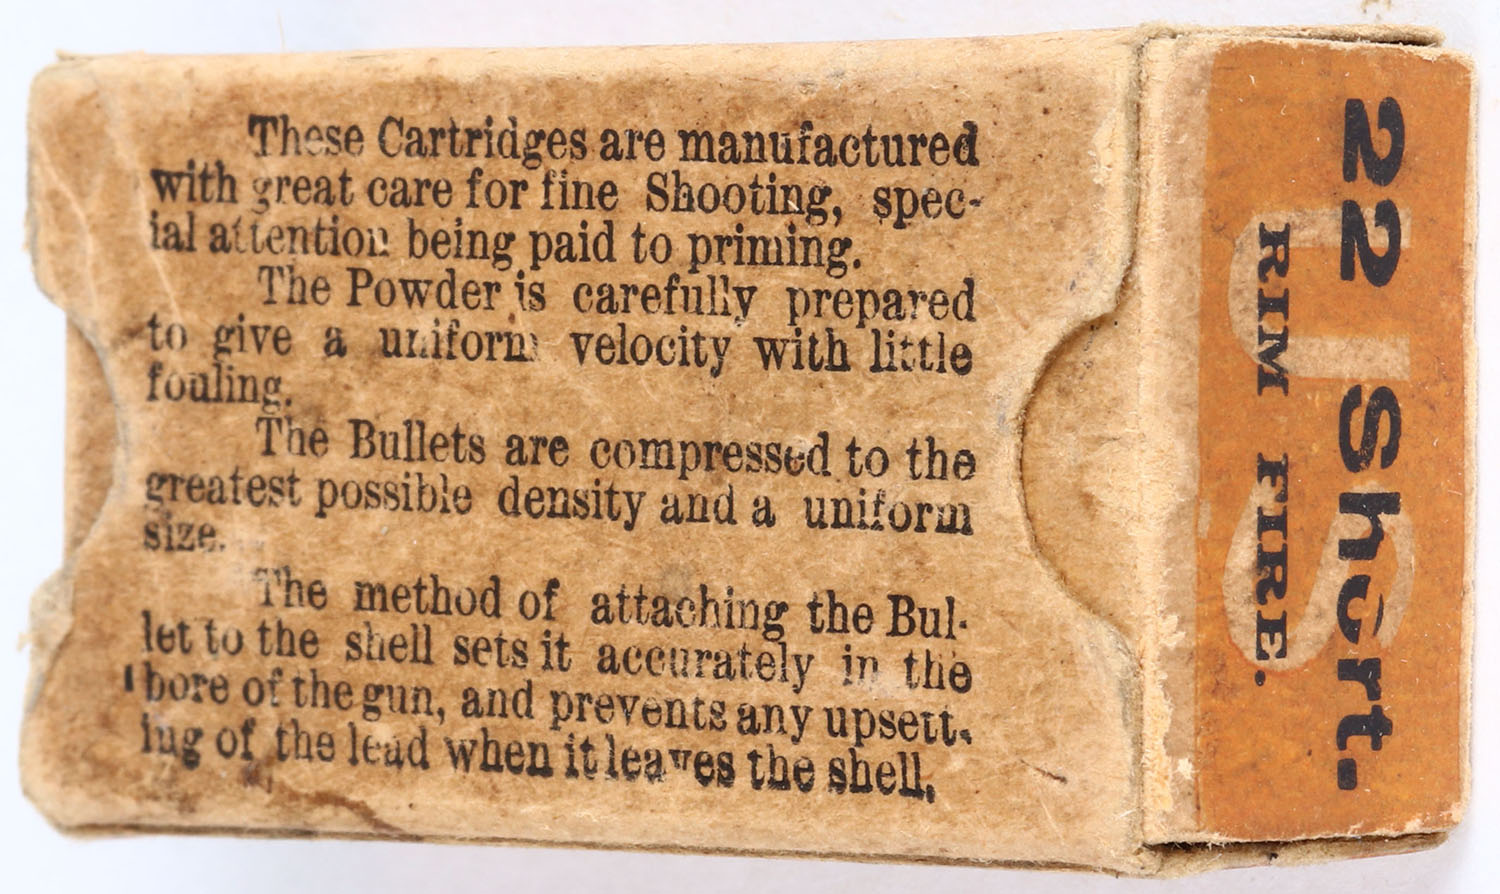 These Cartridges are manufactured
with great care for fine Shooting, spec-
ial attention being paid to priming.
The Powder is carefully prepared
to give a uniform velocity with little
fouling.
The Bullets are compressed to the
greatest possible density and a uniform
size.
The method of attaching the Bul-
let to the shell sets it accurately in the
bore of the gun, and prevents any upsett-
ing of the lead when it leaves the shell.
22 Short.
RIM FIRE.
US